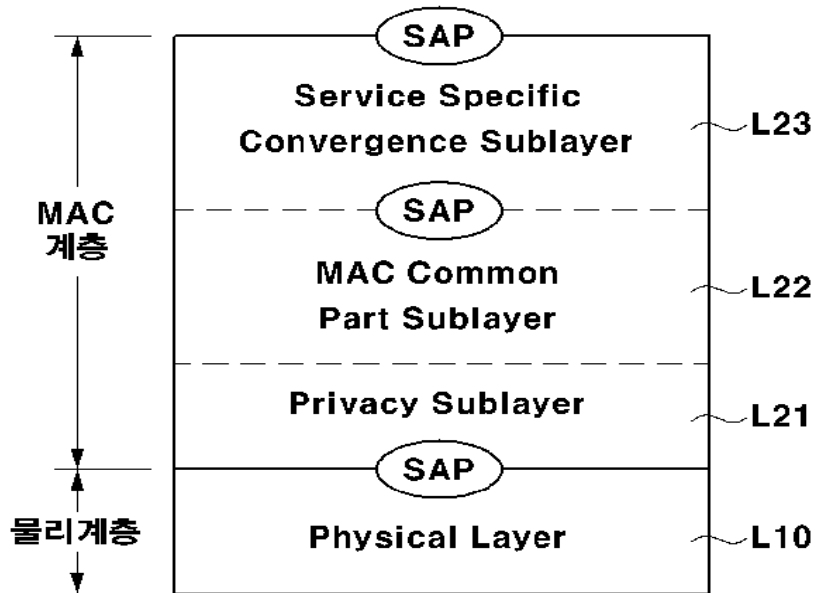 SAP
Service Specific
Convergence Sublayer
L23
SAP
MAC
계층
MAC Common
Part Sublayer
L22
Privacy Sublayer
L21
SAP
물리계층
Physical Layer
L10